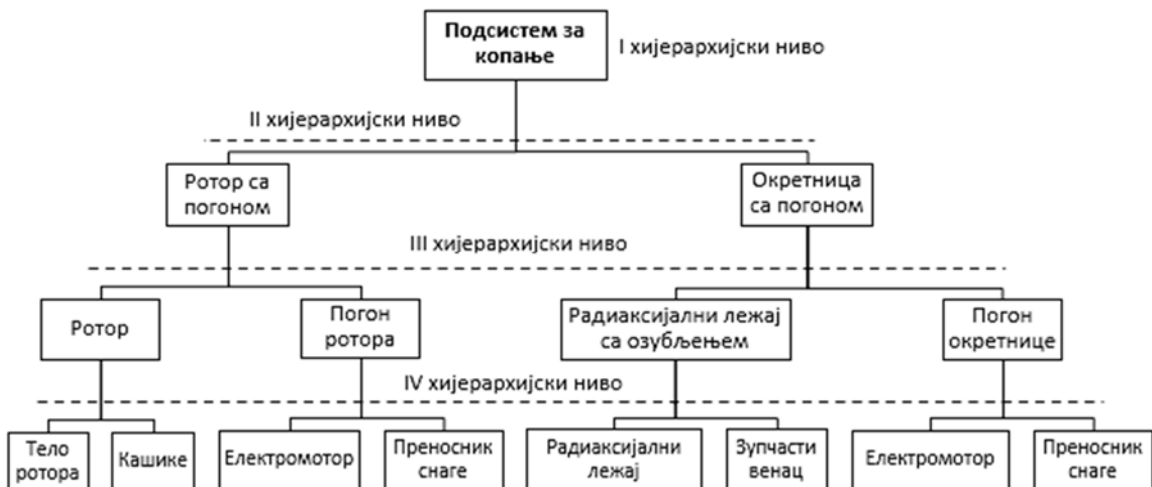 Подсистем за
копање
I хијерархијски ниво
II хијерархијски ниво
Ротор са
погоном
Окретница
са погоном
III хијерархијски ниво
Ротор
Погон
ротора
Радиаксијални лежај
са озубљењем
Погон
окретнице
IV хијерархијски ниво
Тело
ротора
Кашике
Електромотор
Преносник
снаге
Радиаксијални
лежај
Зупчасти
венац
Електромотор
Преносник
снаге